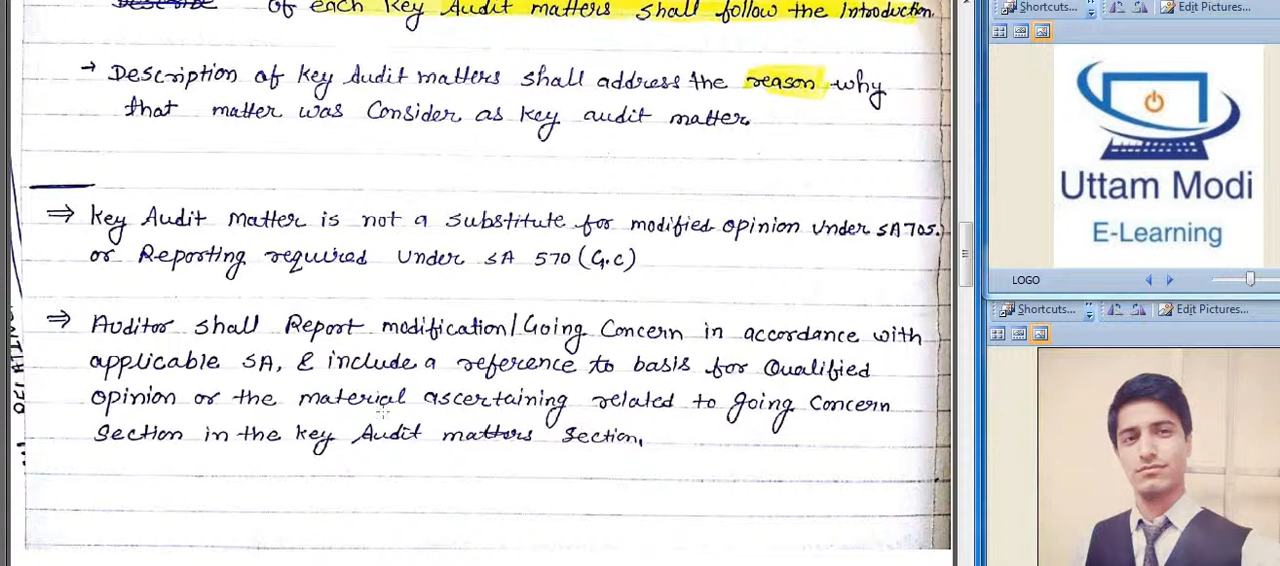 of each Key Audit matters shall follow the introduction.
→ Description of Key Audit matters shall address the reason why
that matter was Consider as Key audit matter.
⇒ Key Audit Matter is not a substitute for modified opinion under SA 705.
or Reporting required under SA 570 (G.C)
⇒ Auditor shall Report modification/Going Concern in accordance with
applicable SA, & include a reference to basis for Qualified
opinion or the material ascertaining related to going Concern
section in the key Audit matters section,
Shortcuts...
Edit Pictures...
Uttam Modi
E-Learning
LOGO
Shortcuts...
Edit Pictures...